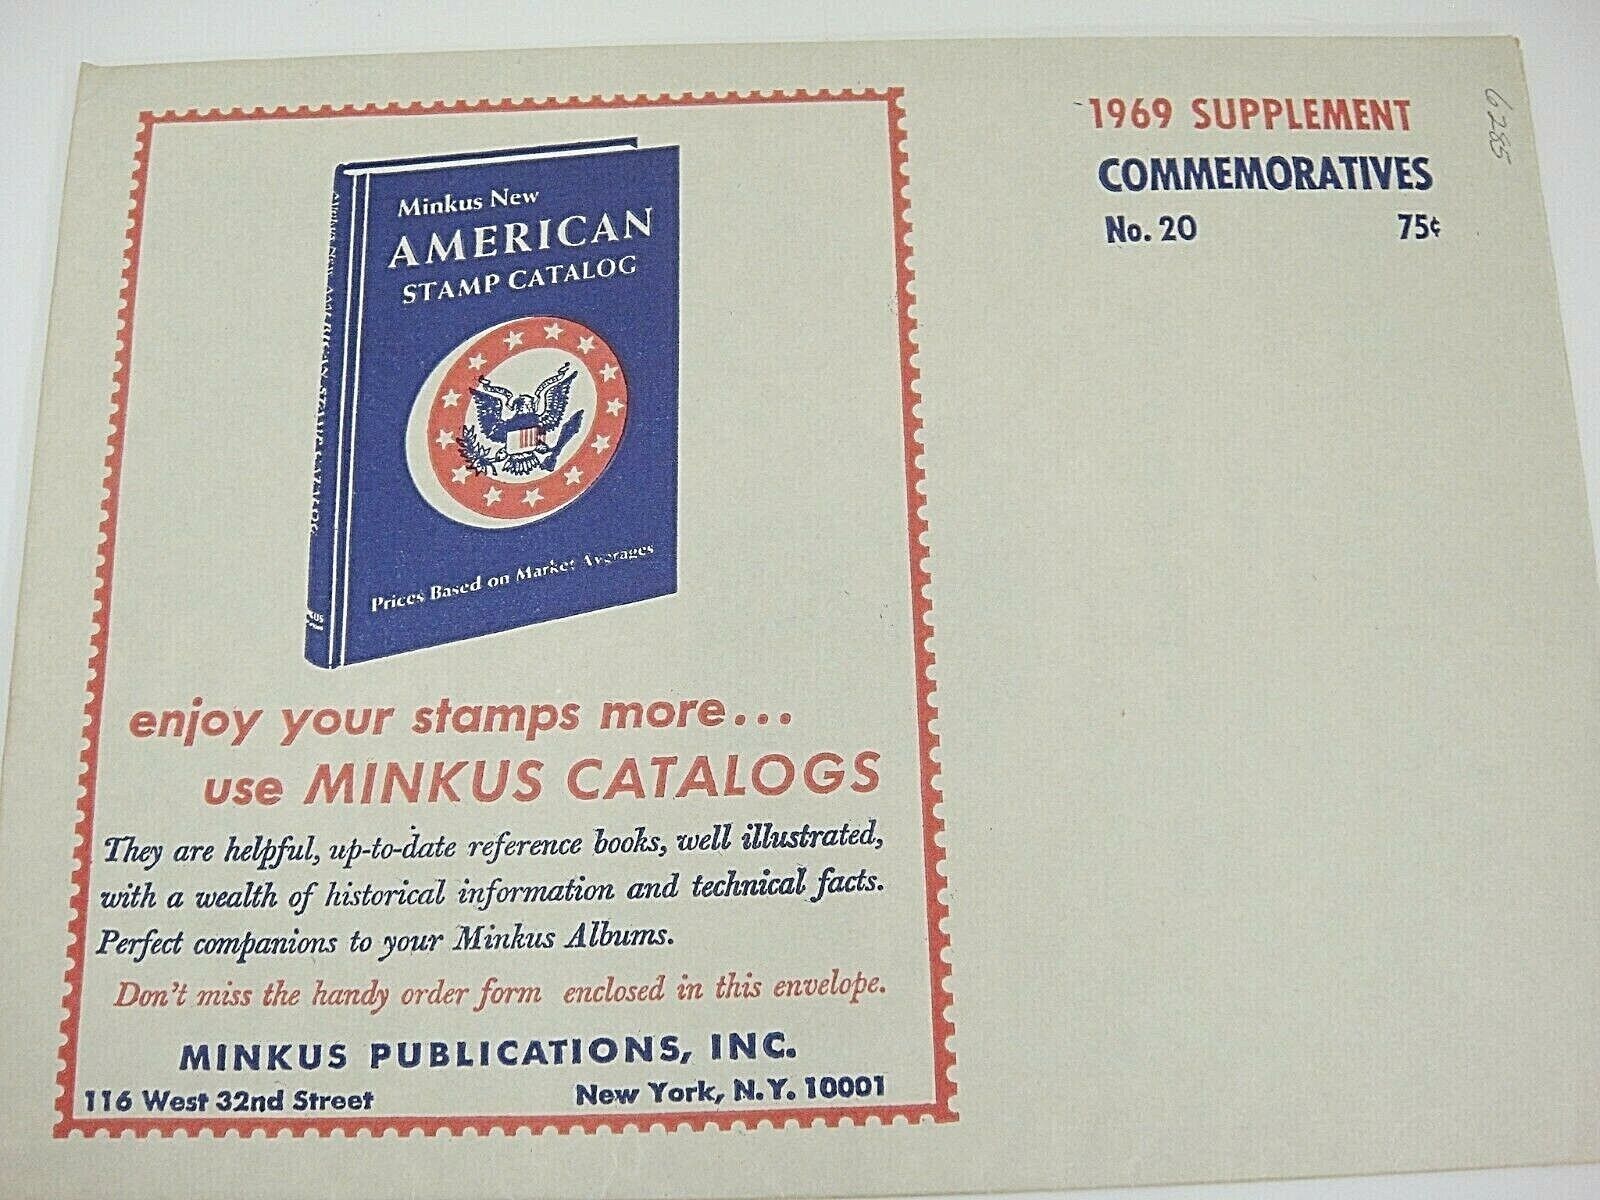 1969 SUPPLEMENT
COMMEMORATIVES
No. 20 75¢
6285
Minkus New
AMERICAN
STAMP CATALOG
Prices Based on Market Averages
enjoy your stamps more...
use MINKUS CATALOGS
They are helpful, up-to-date reference books, well illustrated,
with a wealth of historical information and technical facts.
Perfect companions to your Minkus Albums.
Don't miss the handy order form enclosed in this envelope.
MINKUS PUBLICATIONS, INC.
116 West 32nd Street New York, N.Y. 10001